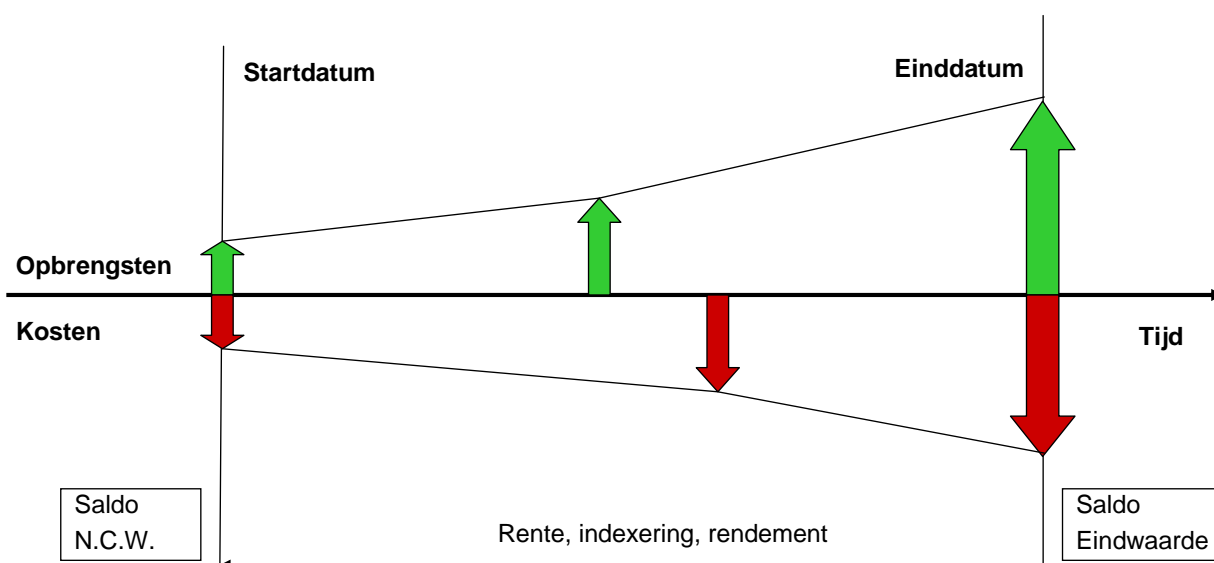 Startdatum
Einddatum
Opbrengsten
Kosten
Tijd
Saldo
N.C.W.
Rente, indexering, rendement
Saldo
Eindwaarde